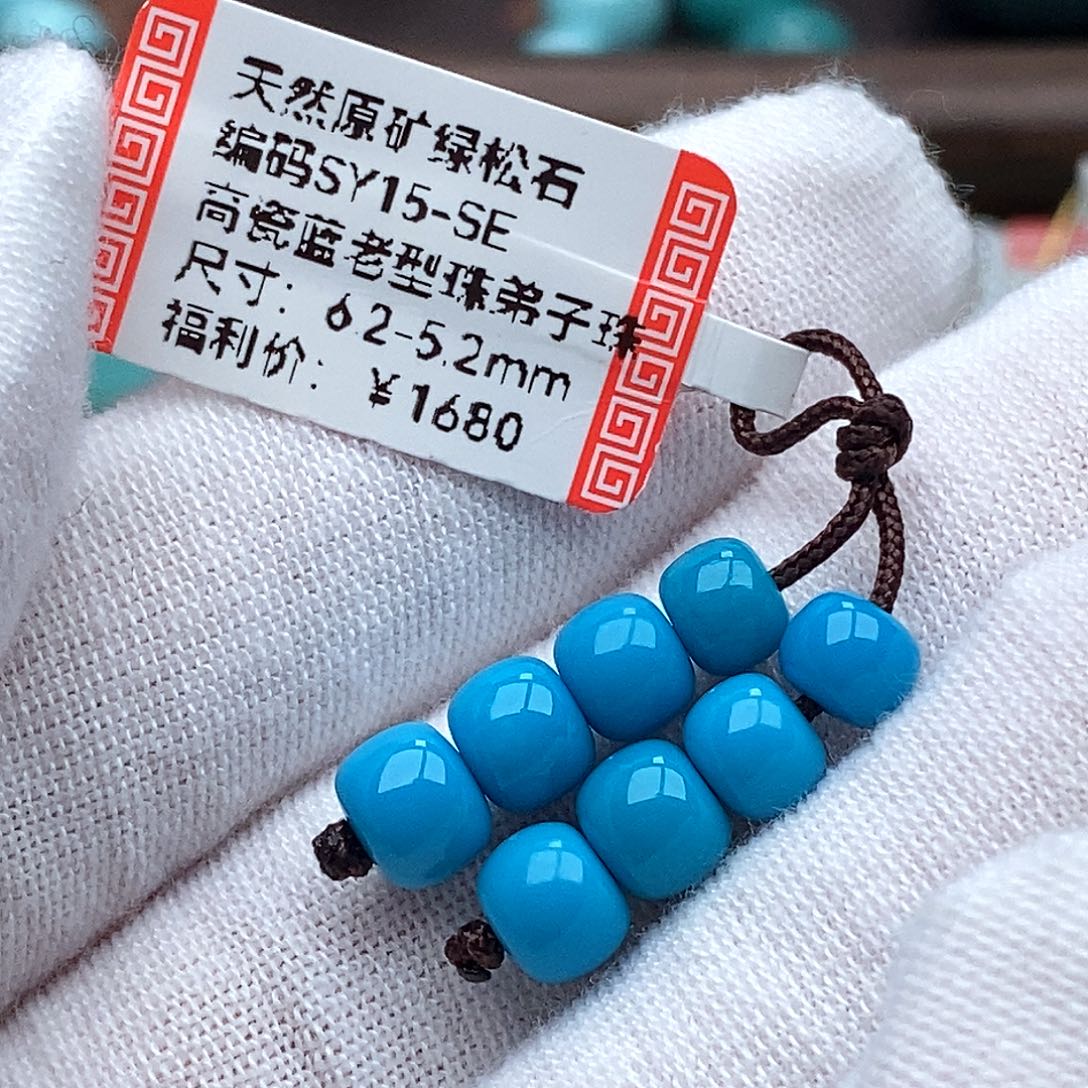 天然原矿绿松石
编码SY15-SE
高瓷蓝老型珠弟子珠
尺寸：6.2-5.2mm
福利价：¥1680